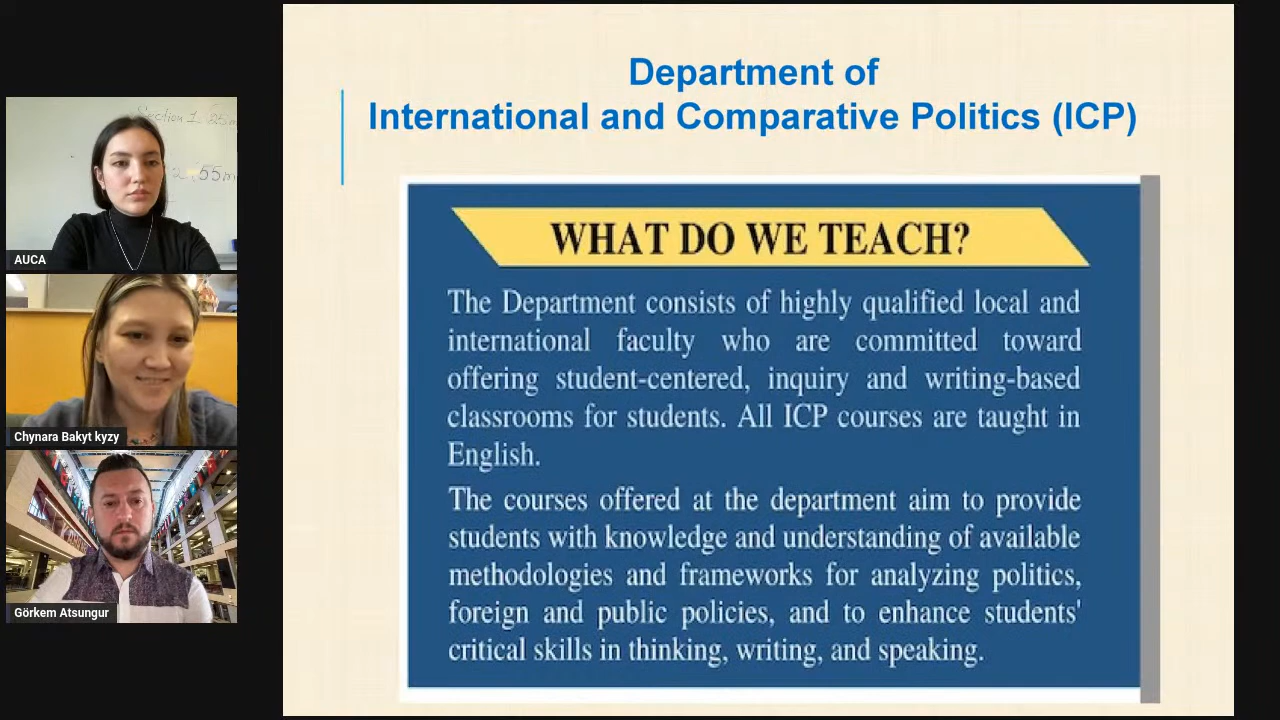 Department of
International and Comparative Politics (ICP)
WHAT DO WE TEACH?
The Department consists of highly qualified local and
international faculty who are committed toward
offering student-centered, inquiry and writing-based
classrooms for students. All ICP courses are taught in
English.
The courses offered at the department aim to provide
students with knowledge and understanding of available
methodologies and frameworks for analyzing politics,
foreign and public policies, and to enhance students'
critical skills in thinking, writing, and speaking.
Section 1
55m
AUCA
Chynara Bakyt kyzy
Görkem Atsungur